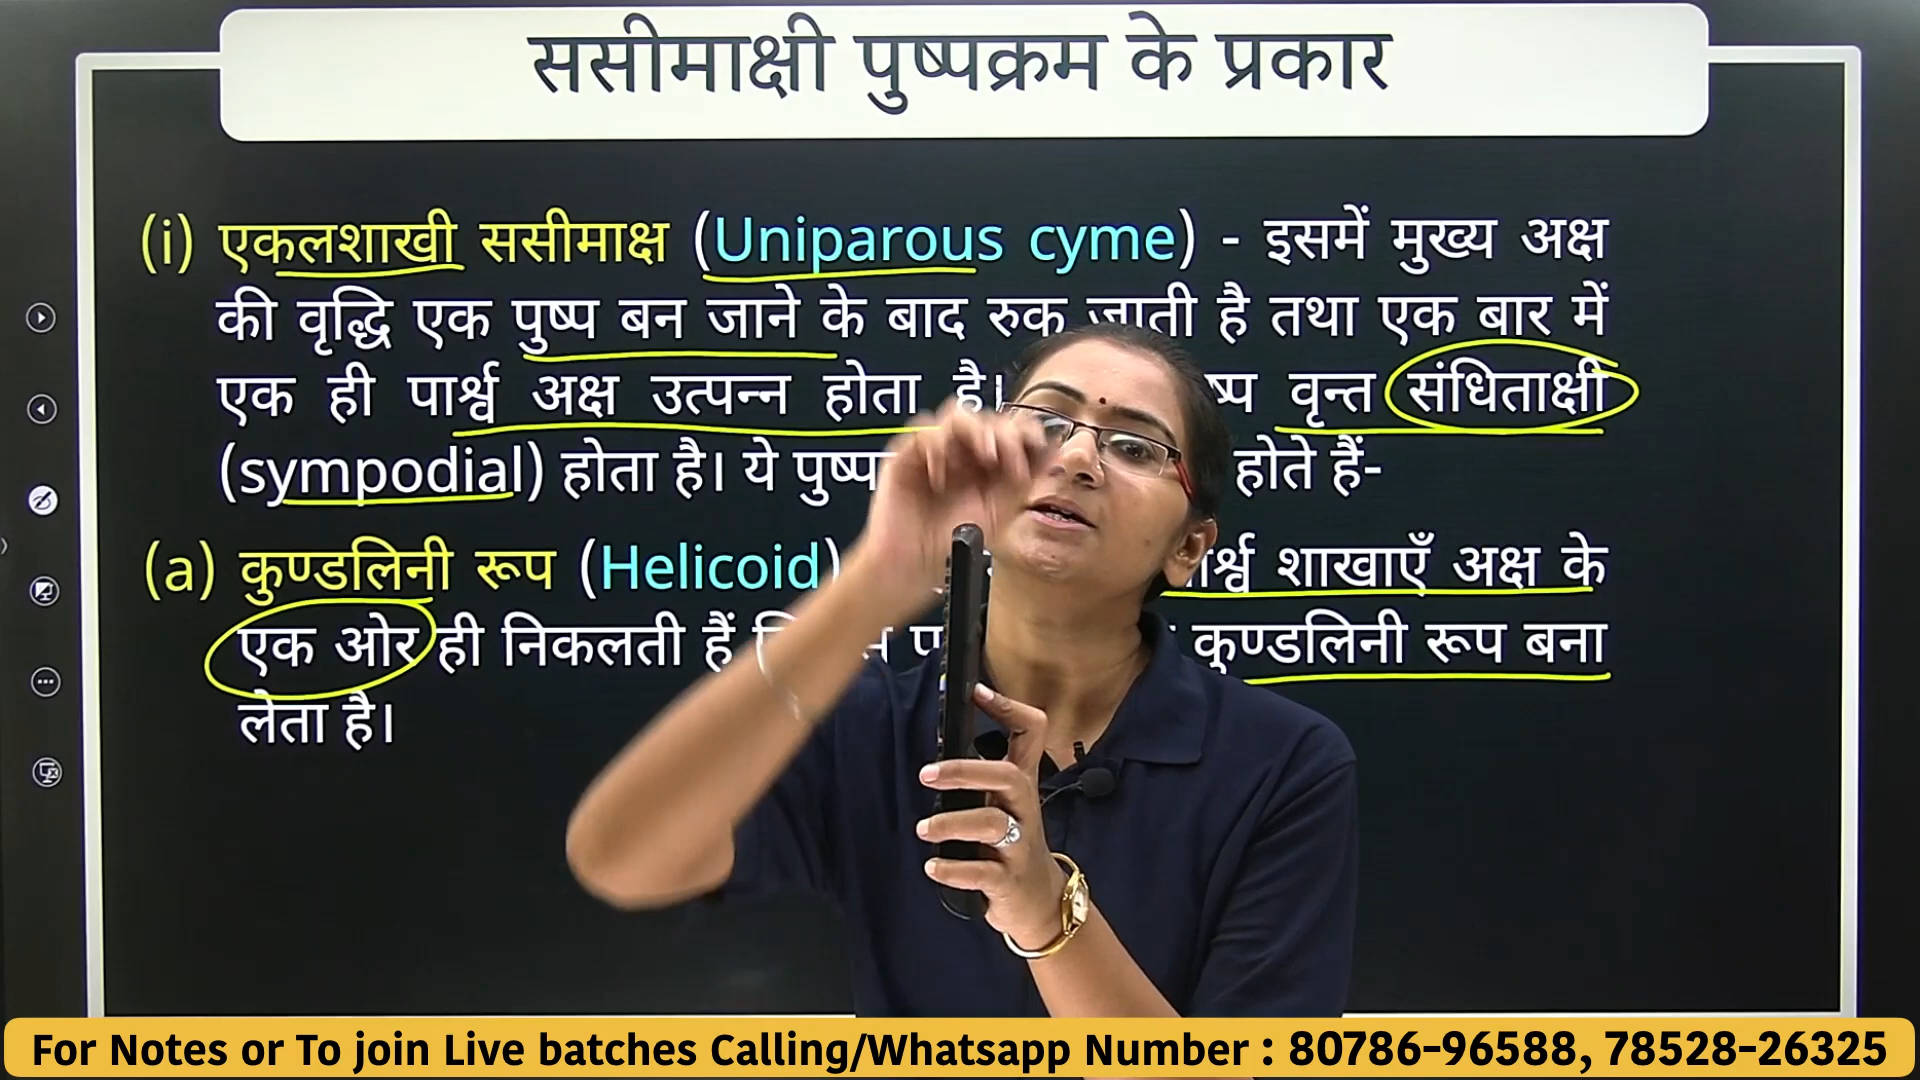 ससीमाक्षी पुष्पक्रम के प्रकार
(i) एकलशाखी ससीमाक्ष (Uniparous cyme) - इसमें मुख्य अक्ष
की वृद्धि एक पुष्प बन जाने के बाद रुक जाती है तथा एक बार में
एक ही पार्श्व अक्ष उत्पन्न होता है। वृन्त संधिताक्षी
(sympodial) होता है। ये होते हैं-
(a) कुण्डलिनी रूप (Helicoid) शाखाएँ अक्ष के
एक ओर ही निकलती हैं कुण्डलिनी रूप बना
लेता है।
For Notes or To join Live batches Calling/Whatsapp Number : 80786-96588, 78528-26325